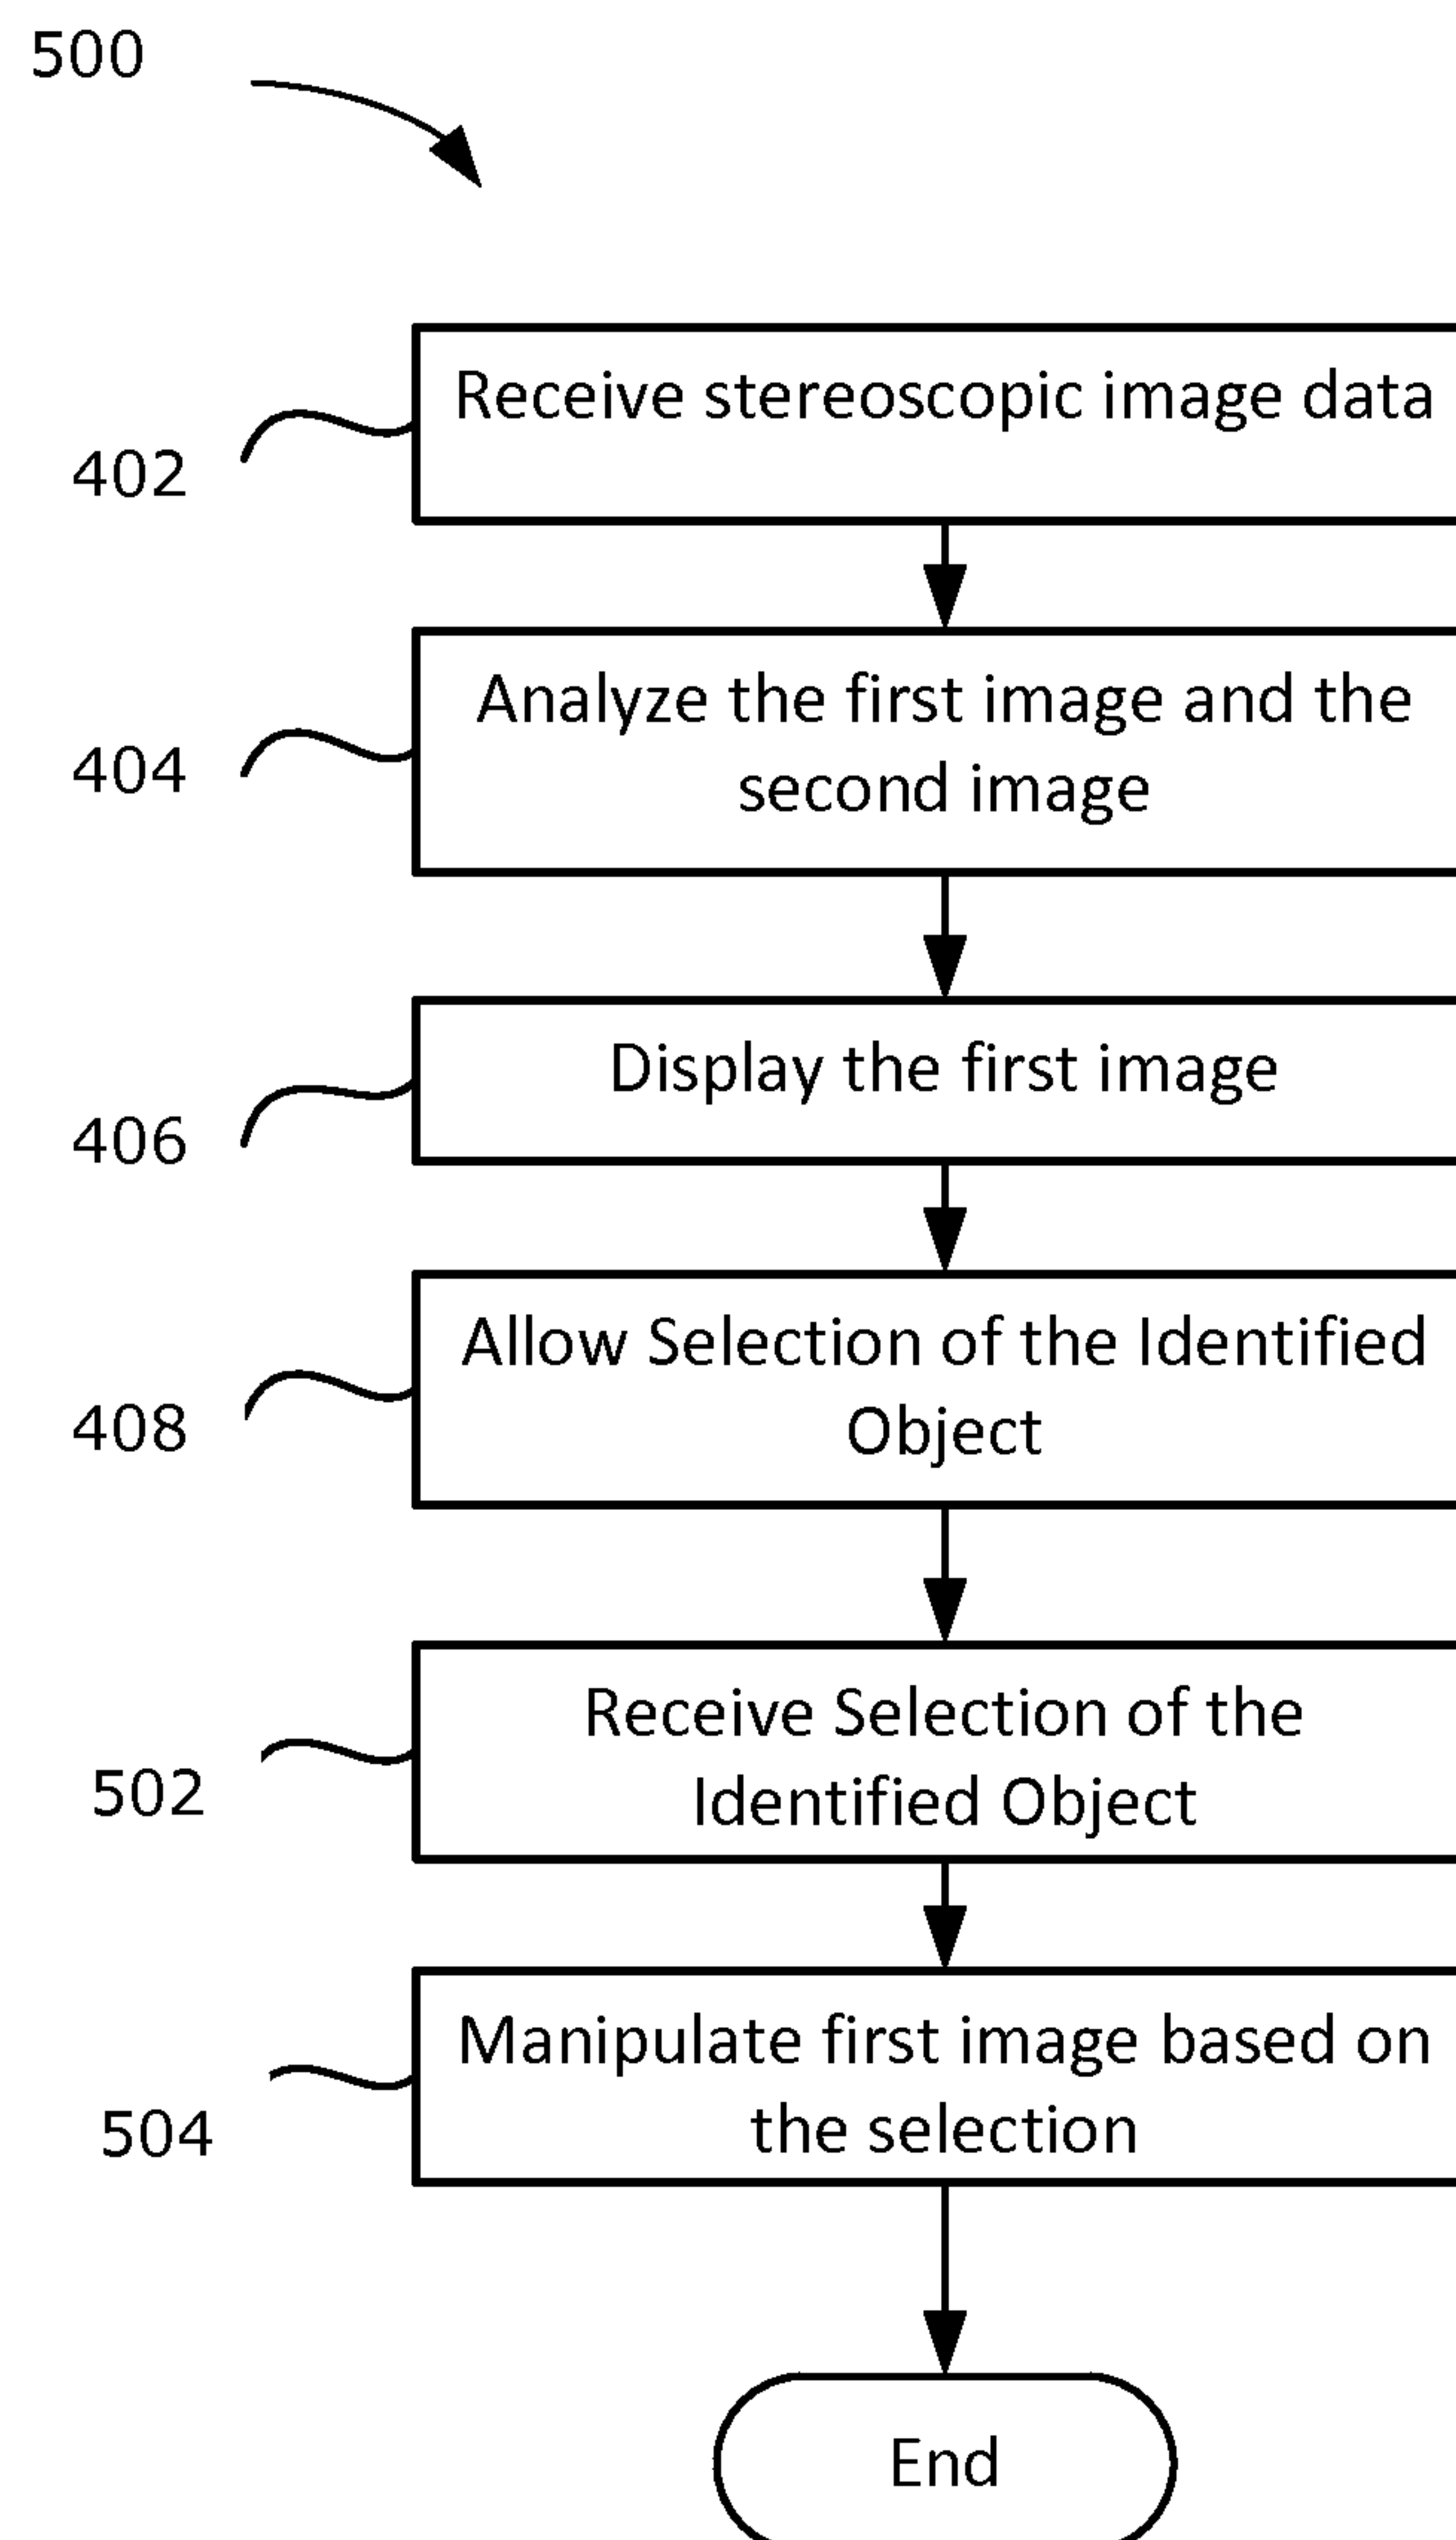 500
Receive stereoscopic image data
402
Analyze the first image and the
second image
404
Display the first image
406
Allow Selection of the Identified
Object
408
Receive Selection of the
Identified Object
502
Manipulate first image based on
the selection
504
End